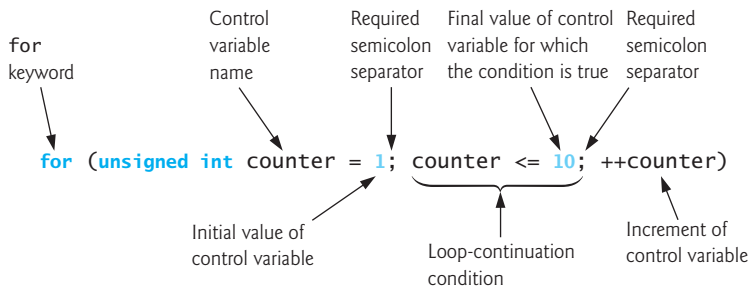 for
keyword
Control
variable
name
Required
semicolon
separator
Final value of control
variable for which
the condition is true
Required
semicolon
separator
for (unsigned int counter = 1; counter <= 10; ++counter)
Initial value of
control variable
Loop-continuation
condition
Increment of
control variable